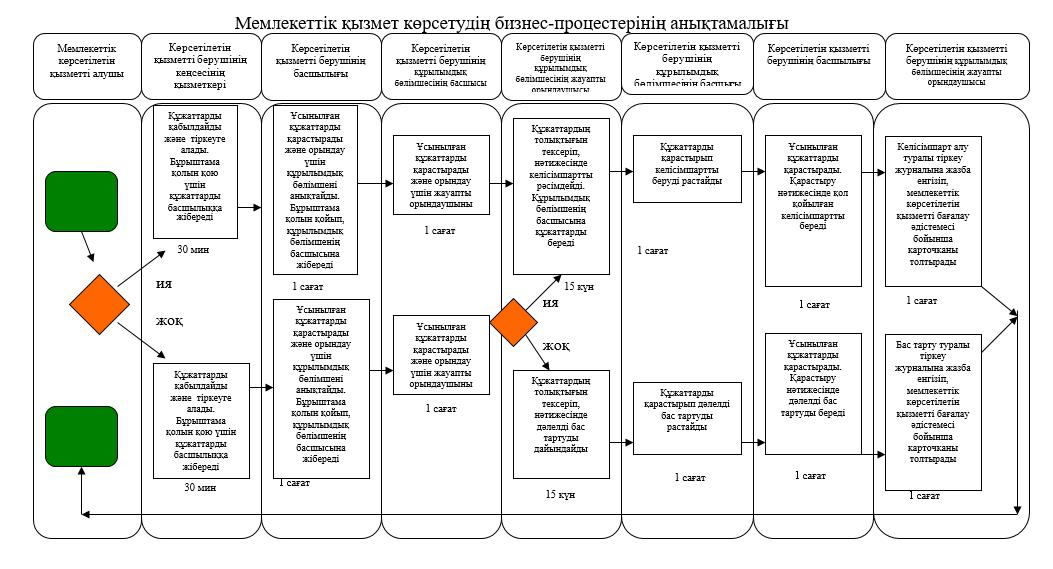 Мемлекеттік қызмет көрсетудің бизнес-процестерінің анықтамалығы
Мемлекеттік
көрсетілетін
қызметті алушы
Көрсетілетін
қызметті берушінің
кеңсесінің
қызметкері
Көрсетілетін
қызметті берушінің
басшылығы
Көрсетілетін
қызметті берушінің
құрылымдық
бөлімшесінің басшысы
Көрсетілетін қызметті
берушінің
құрылымдық
бөлімшесінің жауапты
орындаушысы
Көрсетілетін қызметті
берушінің
құрылымдық
бөлімшесінің басшысы
Көрсетілетін қызметті
берушінің басшылығы
Көрсетілетін қызметті
берушінің құрылымдық
бөлімшесінің жауапты
орындаушысы
Құжаттарды
қабылдайды
және тіркеуге
алады.
Бұрыштама
қолын қою
үшін
құжаттарды
басшылыққа
жібереді
30 мин
Ұсынылған
құжаттарды
қарастырады
және орындау
үшін
құрылымдық
бөлімшені
анықтайды.
Бұрыштама
қолын қойып,
құрылымдық
бөлімшенің
басшысына
жібереді
1 сағат
Ұсынылған
құжаттарды
қарастырады
және орындау
үшін жауапты
орындаушыны
1 сағат
Құжаттардың
толықтығын
тексеріп,
нәтижесінде
келісімшартты
рәсімдейді.
Құрылымдық
бөлімшенің
басшысына
құжаттарды
береді
15 күн
Құжаттарды
қарастырып
келісімшартты
беруді растайды
1 сағат
Ұсынылған
құжаттарды
қарастырады.
Қарастыру
нәтижесінде қол
қойылған
келісімшартты
береді
1 сағат
Келісімшарт алу
туралы тіркеу
журналына жазба
енгізіп,
мемлекеттік
көрсетілетін
қызметті бағалау
әдістемесі
бойынша
карточканы
толтырады
1 сағат
ИЯ
ЖОҚ
ИЯ
ЖОҚ
Құжаттарды
қабылдайды
және тіркеуге
алады.
Бұрыштама
қолын қою үшін
құжаттарды
басшылыққа
жібереді
30 мин
Ұсынылған
құжаттарды
қарастырады
және орындау
үшін
құрылымдық
бөлімшені
анықтайды.
Бұрыштама
қолын қойып,
құрылымдық
бөлімшенің
басшысына
жібереді
1 сағат
Ұсынылған
құжаттарды
қарастырады
және орындау
үшін жауапты
орындаушыны
1 сағат
Құжаттардың
толықтығын
тексеріп,
нәтижесінде
дәлелді бас
тартуды
дайындайды
15 күн
Құжаттарды
қарастырып дәлелді
бас тартуды
растайды
1 сағат
Ұсынылған
құжаттарды
қарастырады.
Қарастыру
нәтижесінде
дәлелді бас
тартуды береді
1 сағат
Бас тарту туралы
тіркеу
журналына жазба
енгізіп,
мемлекеттік
көрсетілетін
қызметті бағалау
әдістемесі
бойынша
карточканы
толтырады
1 сағат